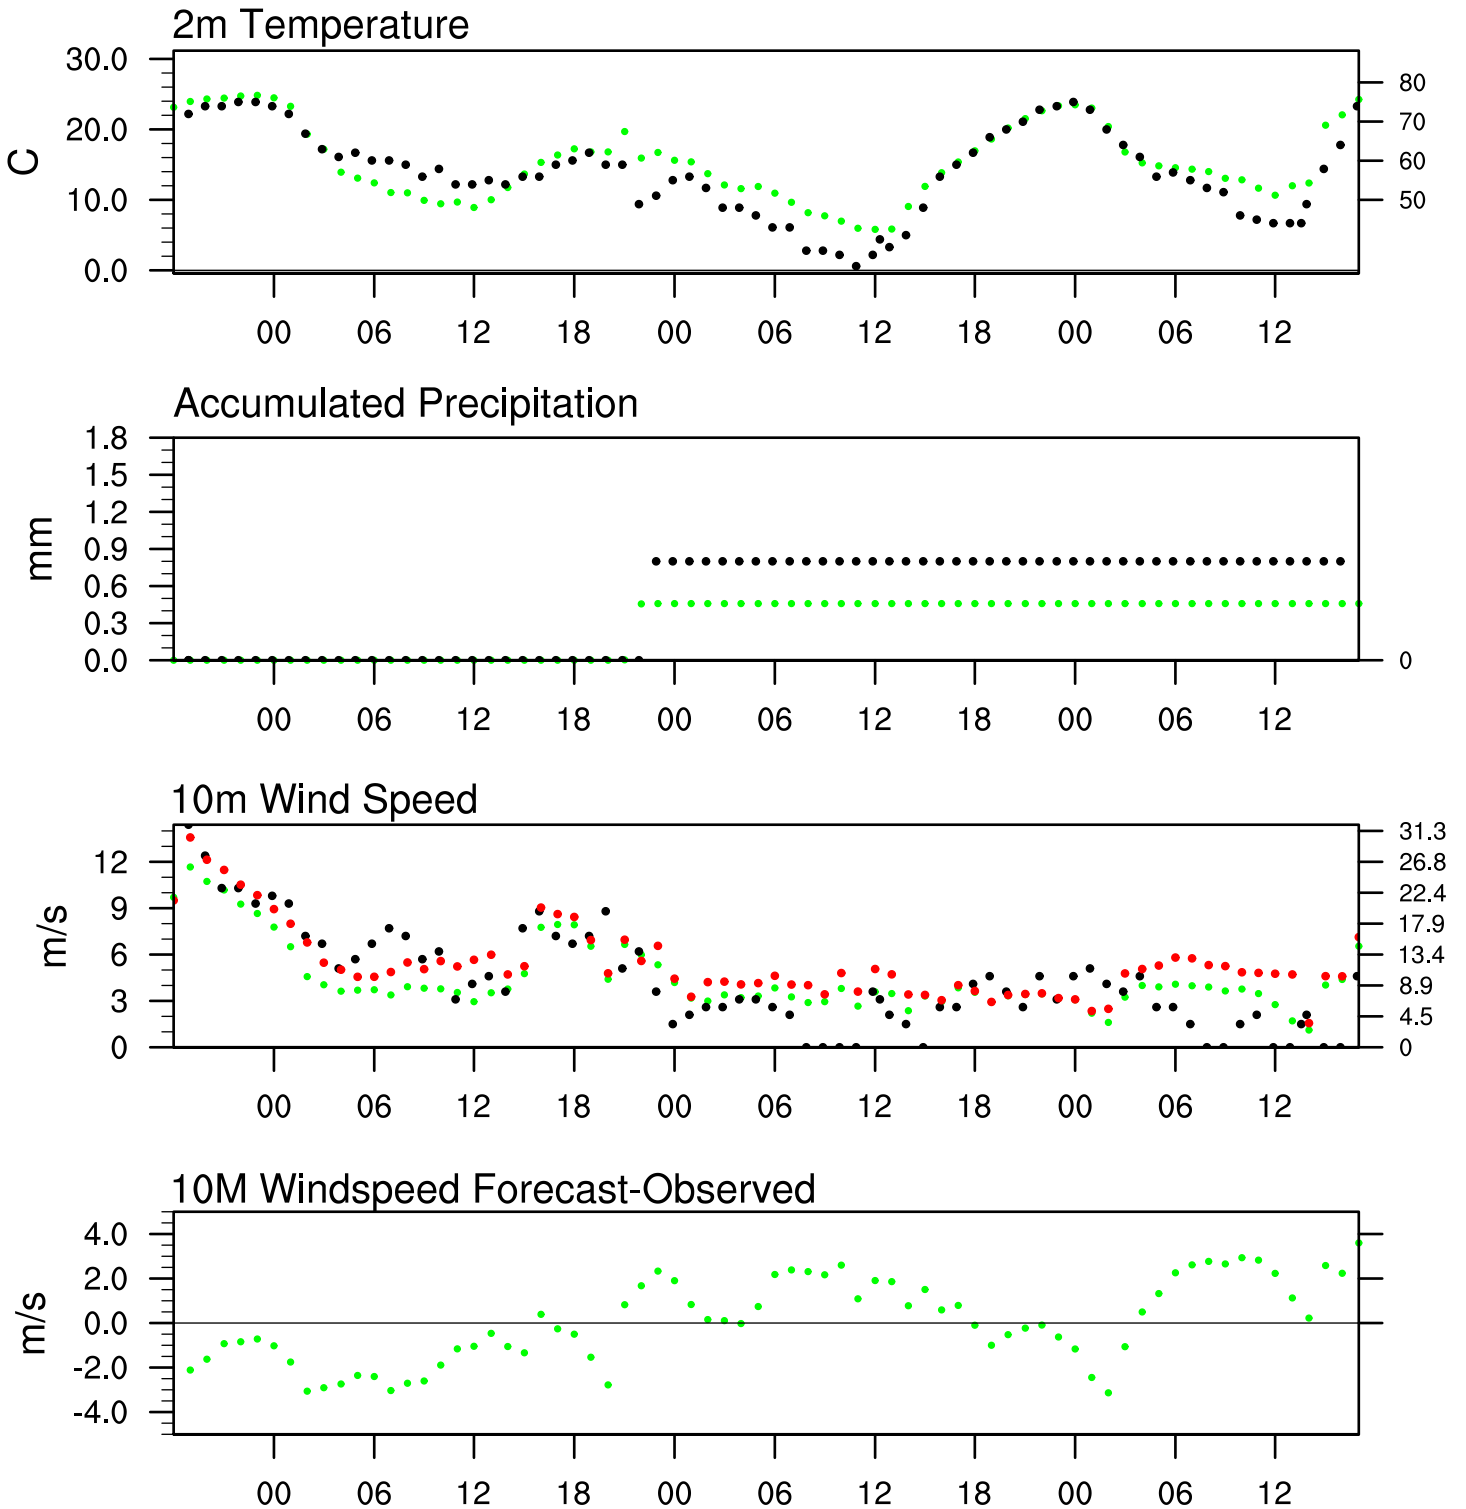 2m Temperature
30.0
20.0
10.0
0.0
C
80
70
60
50
00 06 12 18 00 06 12 18 00 06 12
Accumulated Precipitation
1.8
1.5
1.2
0.9
0.6
0.3
0.0
mm
0
00 06 12 18 00 06 12 18 00 06 12
10m Wind Speed
12
9
6
3
0
m/s
31.3
26.8
22.4
17.9
13.4
8.9
4.5
0
00 06 12 18 00 06 12 18 00 06 12
10M Windspeed Forecast-Observed
4.0
2.0
0.0
-2.0
-4.0
m/s
00 06 12 18 00 06 12 18 00 06 12